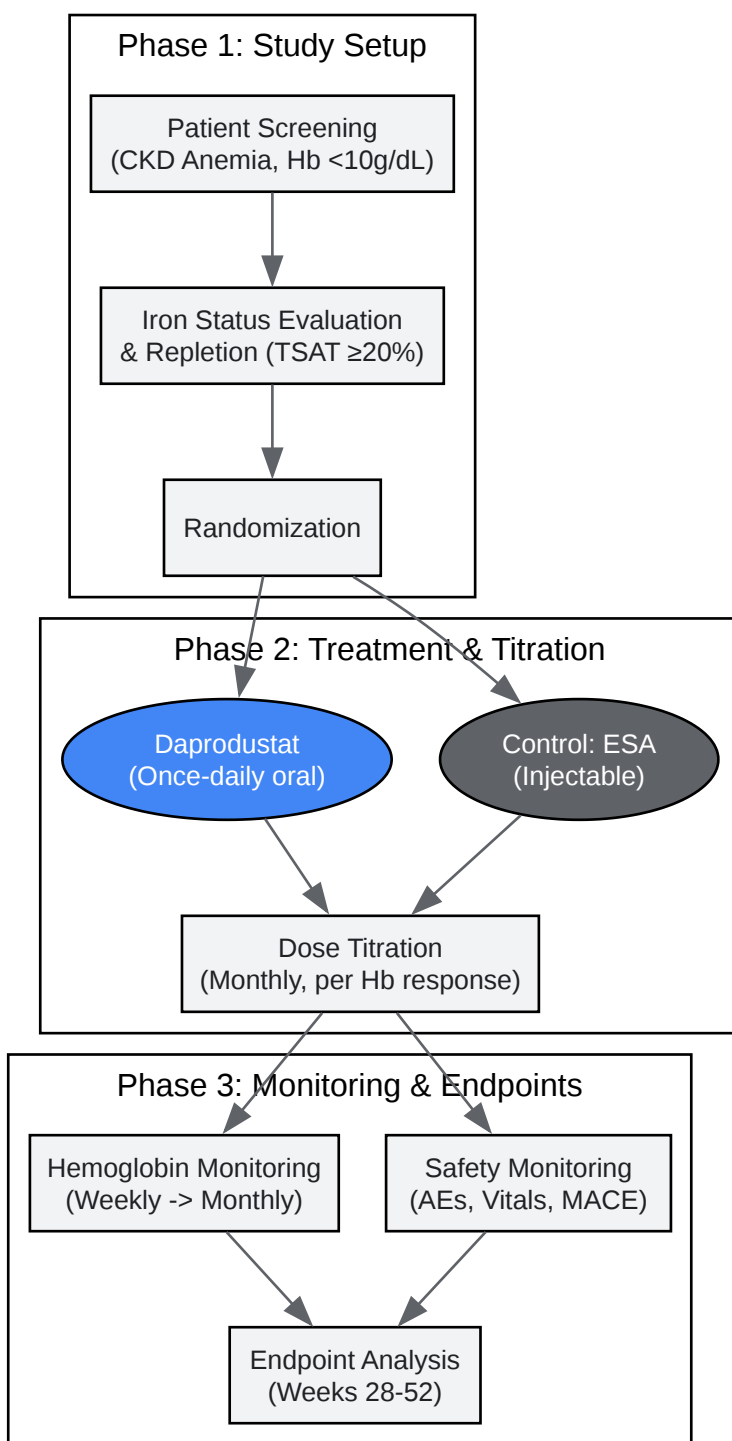 Phase 1: Study Setup
Patient Screening
(CKD Anemia, Hb <10g/dL)
Iron Status Evaluation
& Repletion (TSAT ≥20%)
Randomization
Phase 2: Treatment & Titration
Daprodustat
(Once-daily oral)
Control: ESA
(Injectable)
Dose Titration
(Monthly, per Hb response)
Phase 3: Monitoring & Endpoints
Hemoglobin Monitoring
(Weekly -> Monthly)
Safety Monitoring
(AEs, Vitals, MACE)
Endpoint Analysis
(Weeks 28-52)